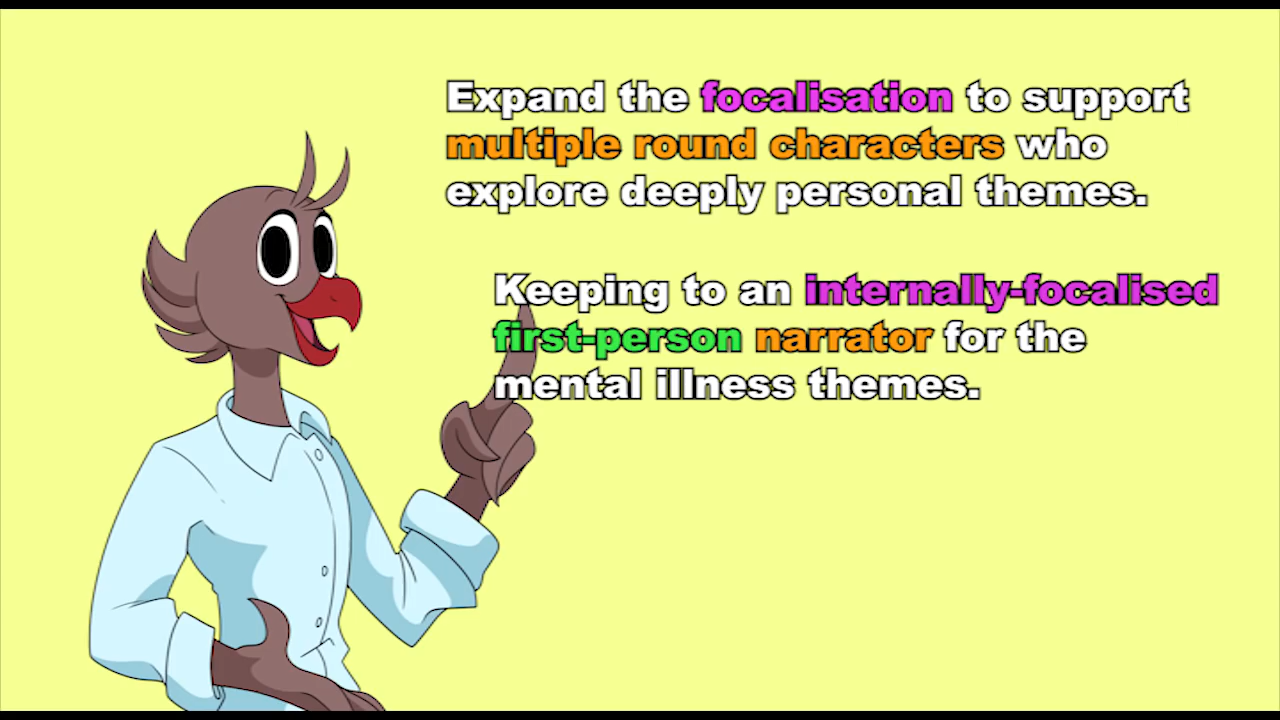 Expand the focalisation to support
multiple round characters who
explore deeply personal themes.
Keeping to an internally-focalised
first-person narrator for the
mental illness themes.